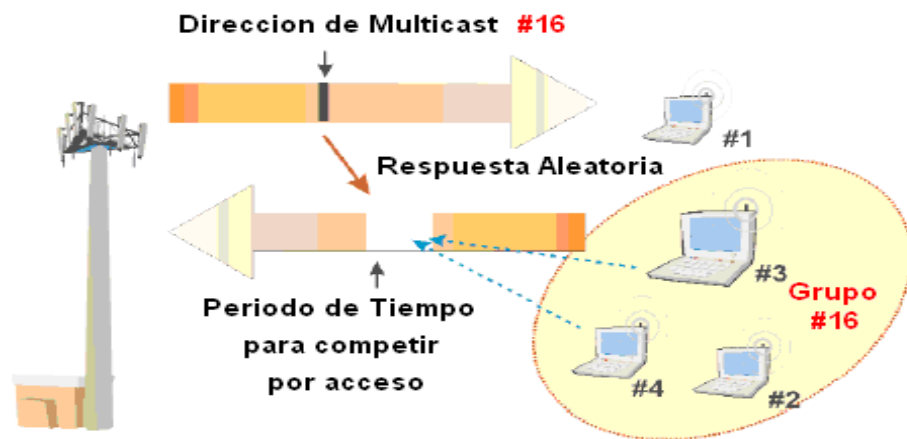 Direccion de Multicast #16
#1
Respuesta Aleatoria
#3
Grupo
#16
Periodo de Tiempo
para competir
por acceso
#4
#2